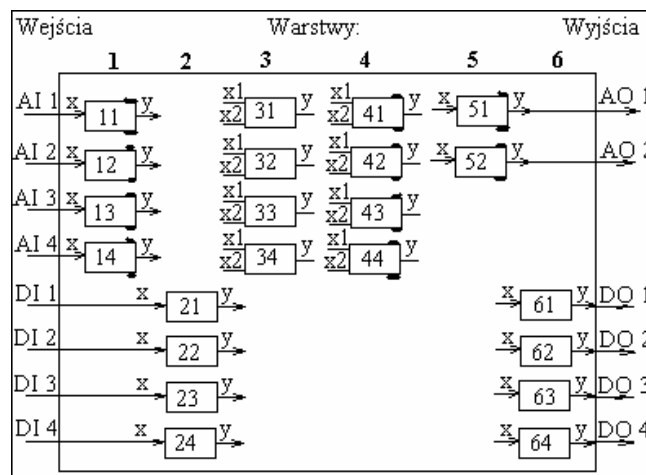 Wejścia Warstwy: Wyjścia
1 2 3 4 5 6
AI 1 x 11 y x1 x2 31 y x1 x2 41 y x 51 y AO 1
AI 2 x 12 y x1 x2 32 y x1 x2 42 y x 52 y AO 2
AI 3 x 13 y x1 x2 33 y x1 x2 43 y
AI 4 x 14 y x1 x2 34 y x1 x2 44 y
DI 1 x 21 y x 61 y DO 1
DI 2 x 22 y x 62 y DO 2
DI 3 x 23 y x 63 y DO 3
DI 4 x 24 y x 64 y DO 4